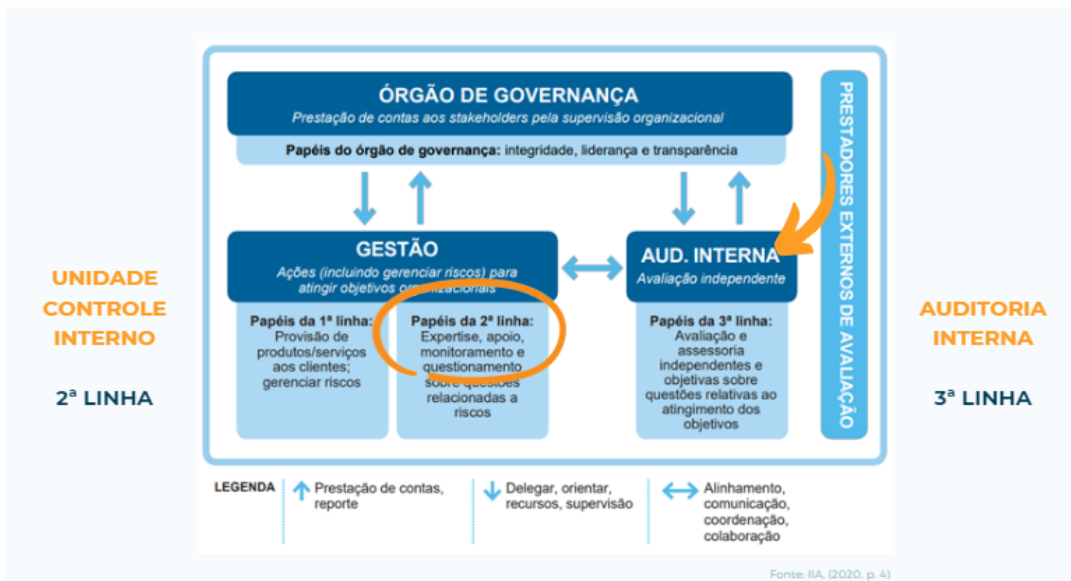 ÓRGÃO DE GOVERNANÇA
Prestação de contas aos stakeholders pela supervisão organizacional
Papéis do órgão de governança: integridade, liderança e transparência
PRESTADORES EXTERNOS DE AVALIAÇÃO
GESTÃO
Ações (incluindo gerenciar riscos) para
atingir objetivos organizacionais
AUD. INTERNA
Avaliação independente
Papéis da 1ª linha:
Provisão de
produtos/serviços
aos clientes;
gerenciar riscos
Papéis da 2ª linha:
Expertise, apoio,
monitoramento e
questionamento
sobre questões
relacionadas a
riscos
Papéis da 3ª linha:
Avaliação e
assessoria
independentes e
objetivas sobre
questões relativas ao
atingimento dos
objetivos
UNIDADE
CONTROLE
INTERNO
2ª LINHA
AUDITORIA
INTERNA
3ª LINHA
LEGENDA
Prestação de contas,
reporte
Delegar, orientar,
recursos, supervisão
Alinhamento,
comunicação,
coordenação,
colaboração
Fonte: IIA, (2020, p. 4)